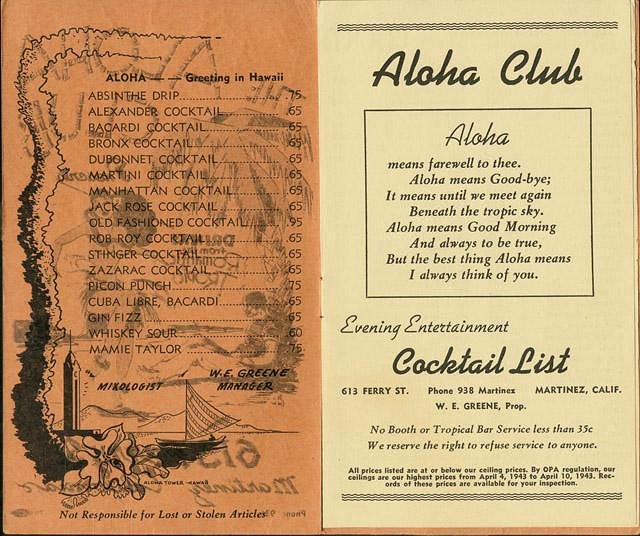 ALOHA — — Greeting in Hawaii
ABSINTHE DRIP .75
ALEXANDER COCKTAIL .65
BACARDI COCKTAIL .65
BRONX COCKTAIL .65
DUBONNET COCKTAIL .65
MARTINI COCKTAIL .65
MANHATTAN COCKTAIL .65
JACK ROSE COCKTAIL .65
OLD FASHIONED COCKTAIL .95
ROB ROY COCKTAIL .65
STINGER COCKTAIL .65
ZAZARAC COCKTAIL .65
PICON PUNCH .75
CUBA LIBRE, BACARDI .65
GIN FIZZ .65
WHISKEY SOUR .60
MAMIE TAYLOR .75
MIXOLOGIST
W.E. GREENE
MANAGER
ALOHA TOWER - HAWAII
Not Responsible for Lost or Stolen Articles
Aloha Club
Aloha
means farewell to thee.
Aloha means Good-bye;
It means until we meet again
Beneath the tropic sky.
Aloha means Good Morning
And always to be true,
But the best thing Aloha means
I always think of you.
Evening Entertainment
Cocktail List
613 FERRY ST. Phone 938 Martinez MARTINEZ, CALIF.
W. E. GREENE, Prop.
No Booth or Tropical Bar Service less than 35c
We reserve the right to refuse service to anyone.
All prices listed are at or below our ceiling prices. By OPA regulation, our
ceilings are our highest prices from April 4, 1943 to April 10, 1943. Rec-
ords of these prices are available for your inspection.